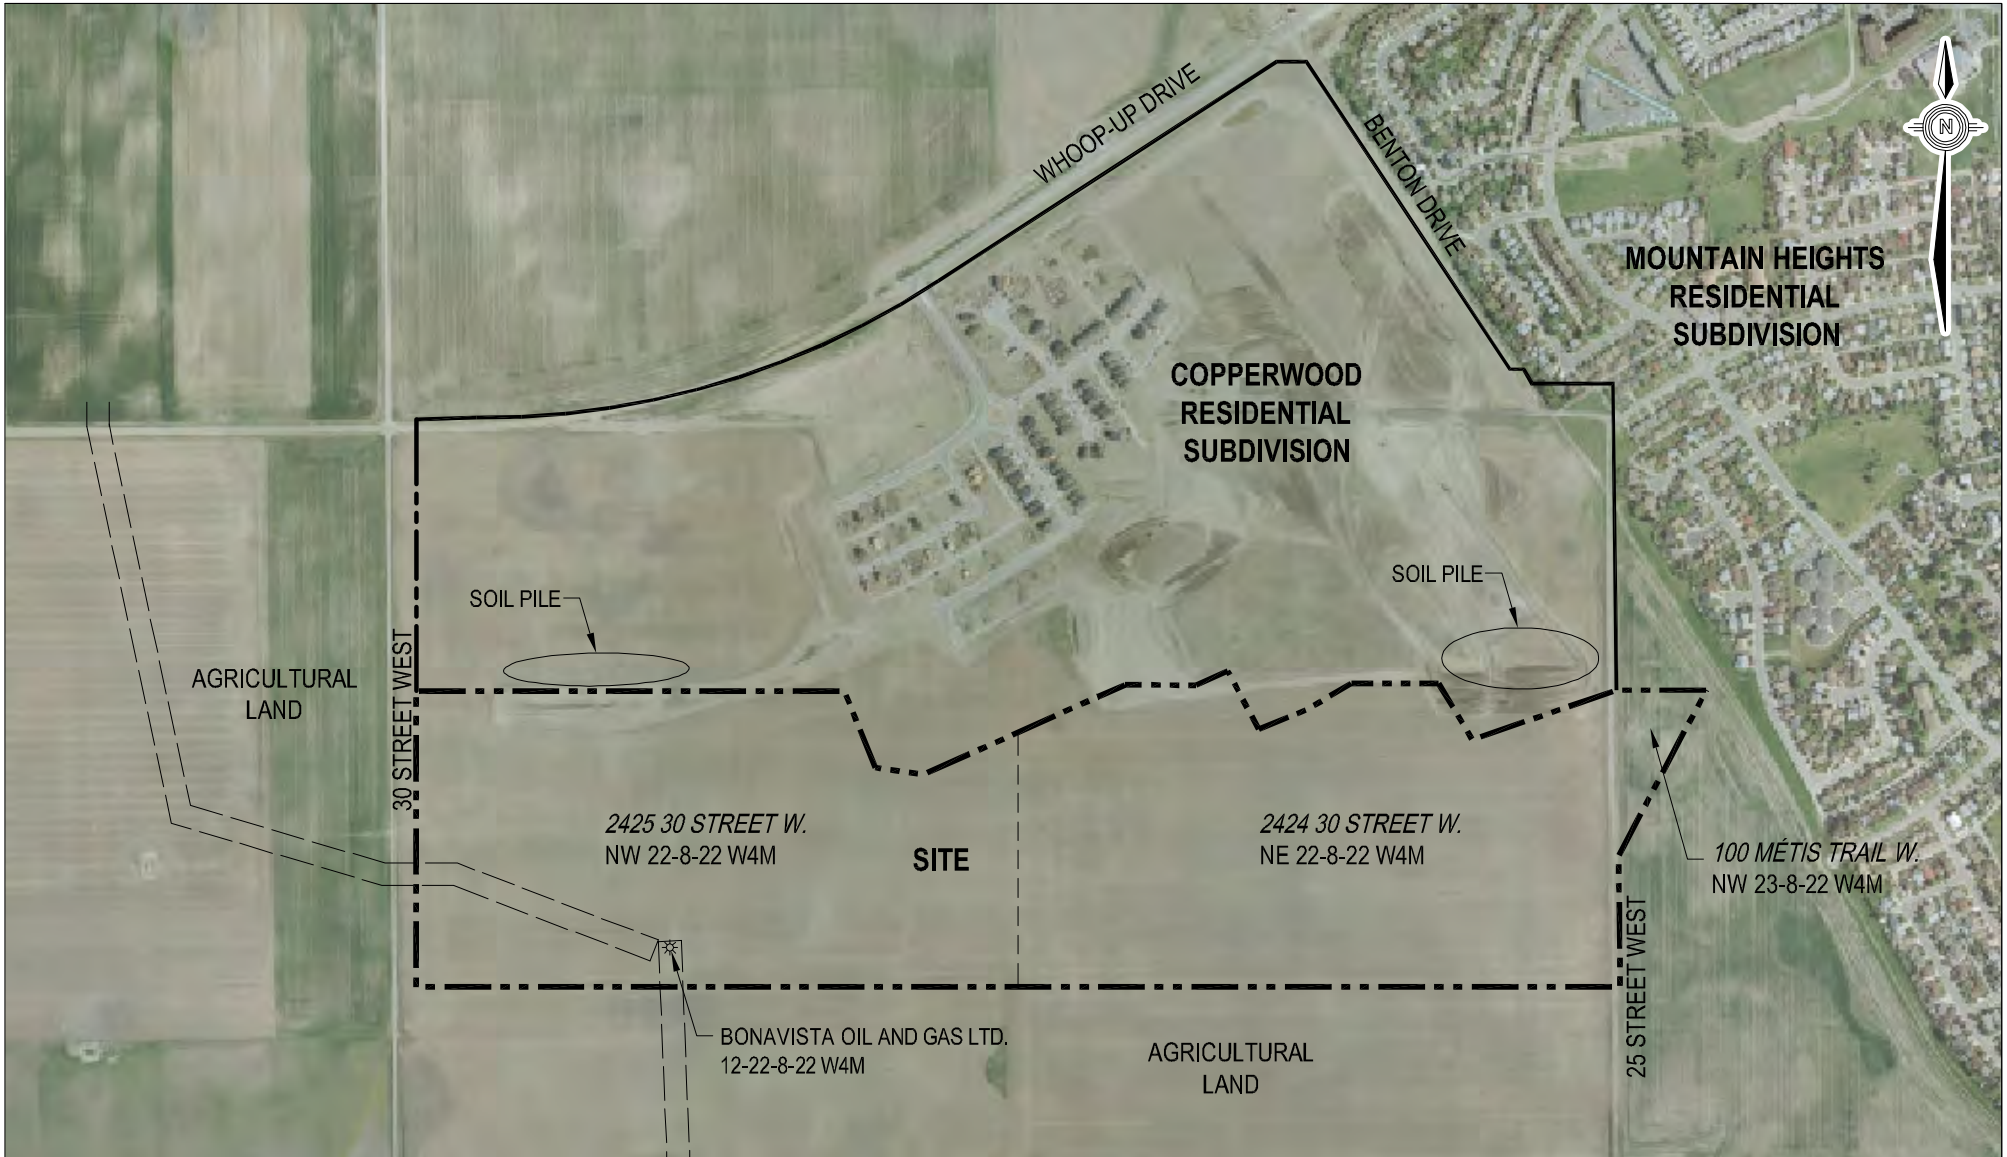 WHOOP-UP DRIVE
BENTON DRIVE
N
MOUNTAIN HEIGHTS
RESIDENTIAL
SUBDIVISION
COPPERWOOD
RESIDENTIAL
SUBDIVISION
SOIL PILE
SOIL PILE
AGRICULTURAL
LAND
30 STREET WEST
2425 30 STREET W.
NW 22-8-22 W4M
SITE
2424 30 STREET W.
NE 22-8-22 W4M
100 MÉTIS TRAIL W.
NW 23-8-22 W4M
25 STREET WEST
BONAVISTA OIL AND GAS LTD.
12-22-8-22 W4M
AGRICULTURAL
LAND